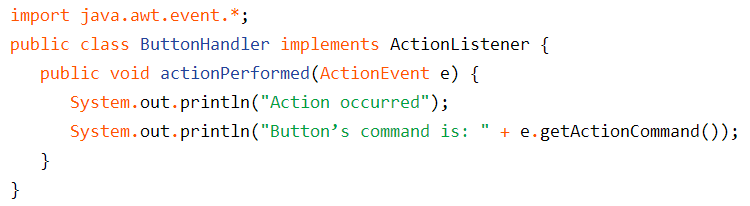 import java.awt.event.*;
public class ButtonHandler implements ActionListener {
   public void actionPerformed(ActionEvent e) {
      System.out.println("Action occurred");
      System.out.println("Button’s command is: " + e.getActionCommand());
   }
}